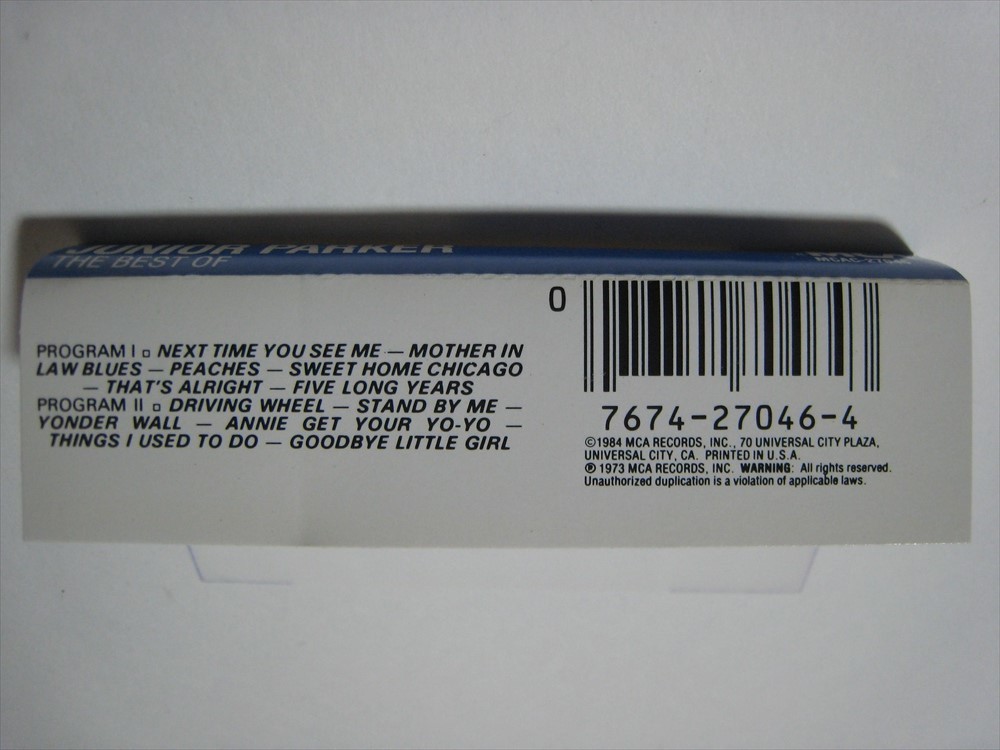 JUNIOR PARKER
THE BEST OF
MCAC-27046
PROGRAM I ▫ NEXT TIME YOU SEE ME — MOTHER IN
LAW BLUES — PEACHES — SWEET HOME CHICAGO
— THAT'S ALRIGHT — FIVE LONG YEARS
PROGRAM II ▫ DRIVING WHEEL — STAND BY ME —
YONDER WALL — ANNIE GET YOUR YO-YO —
THINGS I USED TO DO — GOODBYE LITTLE GIRL
0
7674-27046-4
©1984 MCA RECORDS, INC., 70 UNIVERSAL CITY PLAZA,
UNIVERSAL CITY, CA. PRINTED IN U.S.A.
℗ 1973 MCA RECORDS, INC. WARNING: All rights reserved.
Unauthorized duplication is a violation of applicable laws.